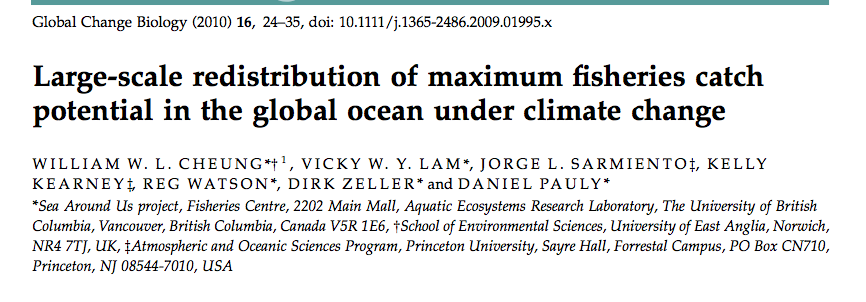 Global Change Biology (2010) 16, 24–35, doi: 10.1111/j.1365-2486.2009.01995.x
Large-scale redistribution of maximum fisheries catch
potential in the global ocean under climate change
WILLIAM W. L. CHEUNG*†1, VICKY W. Y. LAM*, JORGE L. SARMIENTO‡, KELLY
KEARNEY‡, REG WATSON*, DIRK ZELLER* and DANIEL PAULY*
*Sea Around Us project, Fisheries Centre, 2202 Main Mall, Aquatic Ecosystems Research Laboratory, The University of British
Columbia, Vancouver, British Columbia, Canada V5R 1E6, †School of Environmental Sciences, University of East Anglia, Norwich,
NR4 7TJ, UK, ‡Atmospheric and Oceanic Sciences Program, Princeton University, Sayre Hall, Forrestal Campus, PO Box CN710,
Princeton, NJ 08544-7010, USA